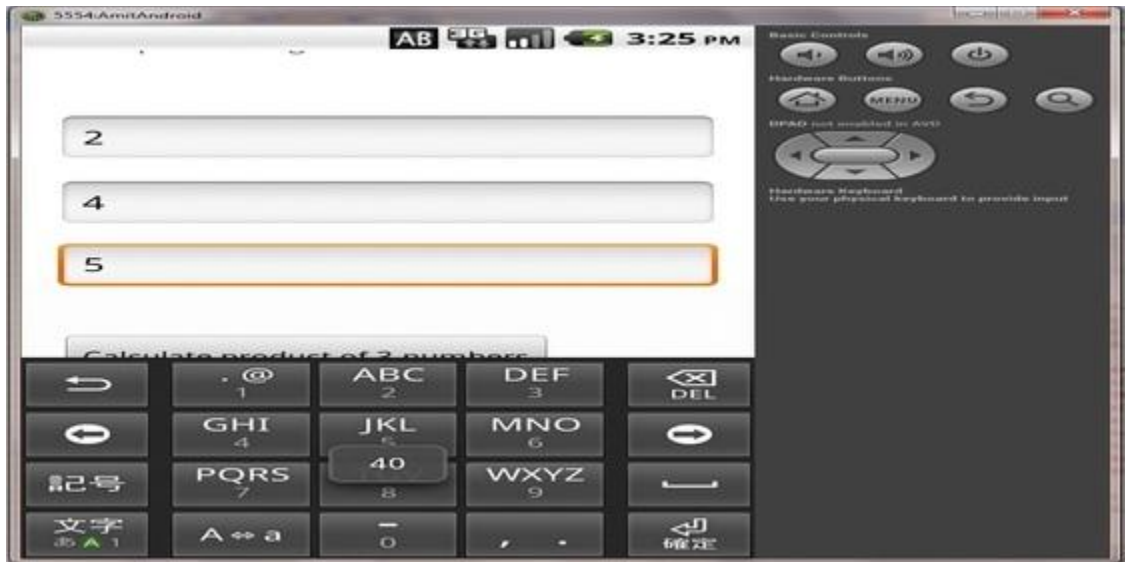 5554:AmitAndroid
AB 3G 3:25 PM
2
4
5
Calculate product of 3 numbers
. @ ABC DEF
1 2 3 DEL
GHI JKL MNO
4 5 6
40
PQRS WXYZ
記号 7 8 9
文字 A⇔a - , .
あ A 1 0 確定
Basic Controls
Hardware Buttons
MENU
DPAD not enabled in AVD
Hardware Keyboard
Use your physical keyboard to provide input